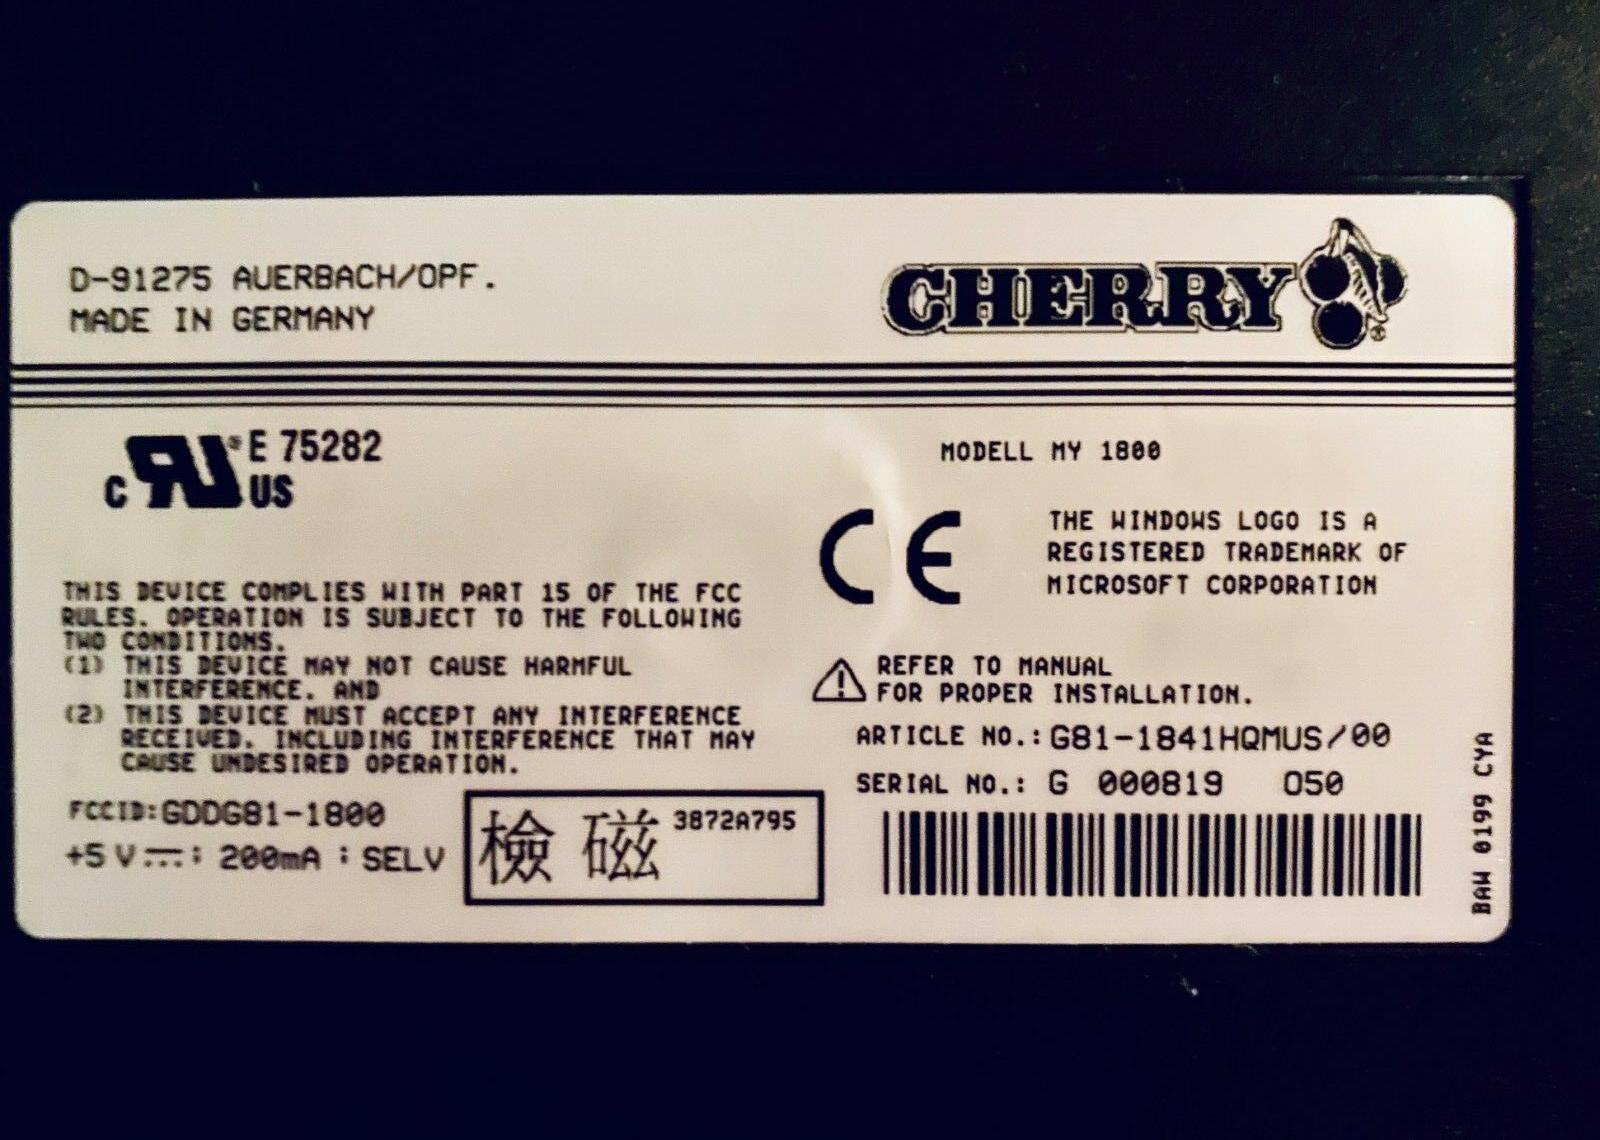 D-91275 AUERBACH/OPF.
MADE IN GERMANY
CHERRY®
c RU® US E 75282
THIS DEVICE COMPLIES WITH PART 15 OF THE FCC
RULES. OPERATION IS SUBJECT TO THE FOLLOWING
TWO CONDITIONS.
(1) THIS DEVICE MAY NOT CAUSE HARMFUL
INTERFERENCE. AND
(2) THIS DEVICE MUST ACCEPT ANY INTERFERENCE
RECEIVED. INCLUDING INTERFERENCE THAT MAY
CAUSE UNDESIRED OPERATION.
FCCID:GDDG81-1800
+5 V⎓: 200mA : SELV
檢 磁 3872A795
MODELL MY 1800
CE
THE WINDOWS LOGO IS A
REGISTERED TRADEMARK OF
MICROSOFT CORPORATION
REFER TO MANUAL
FOR PROPER INSTALLATION.
ARTICLE NO.:G81-1841HQMUS/00
SERIAL NO.: G 000819 O50
BAW 0199 CYA